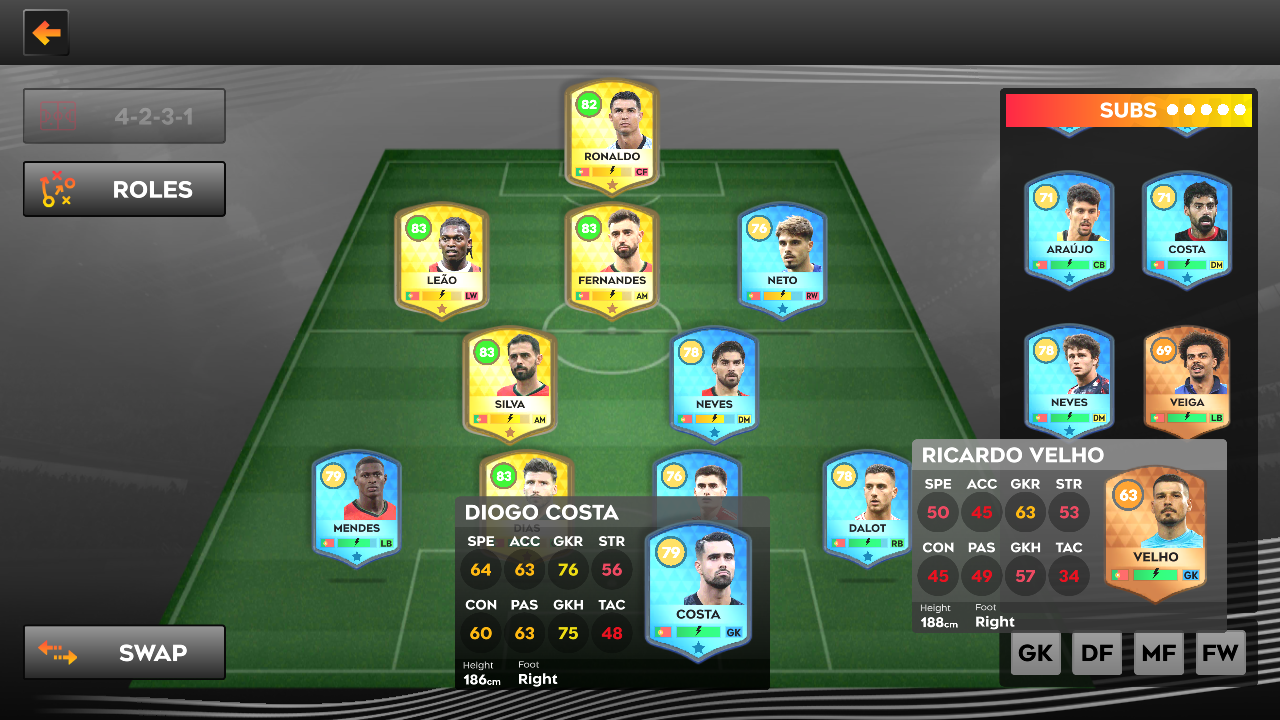 4-2-3-1
ROLES
82
RONALDO
CF
83
LEÃO
LW
83
FERNANDES
AM
76
NETO
RW
83
SILVA
AM
78
NEVES
DM
79
MENDES
LB
83
DIAS
76
78
DALOT
RB
DIOGO COSTA
SPE ACC GKR STR
64 63 76 56
CON PAS GKH TAC
60 63 75 48
Height Foot
186cm Right
79
COSTA
GK
SWAP
SUBS
71
ARAÚJO
CB
71
COSTA
DM
78
NEVES
DM
69
VEIGA
LB
RICARDO VELHO
SPE ACC GKR STR
50 45 63 53
CON PAS GKH TAC
45 49 57 34
Height Foot
188cm Right
63
VELHO
GK
GK DF MF FW